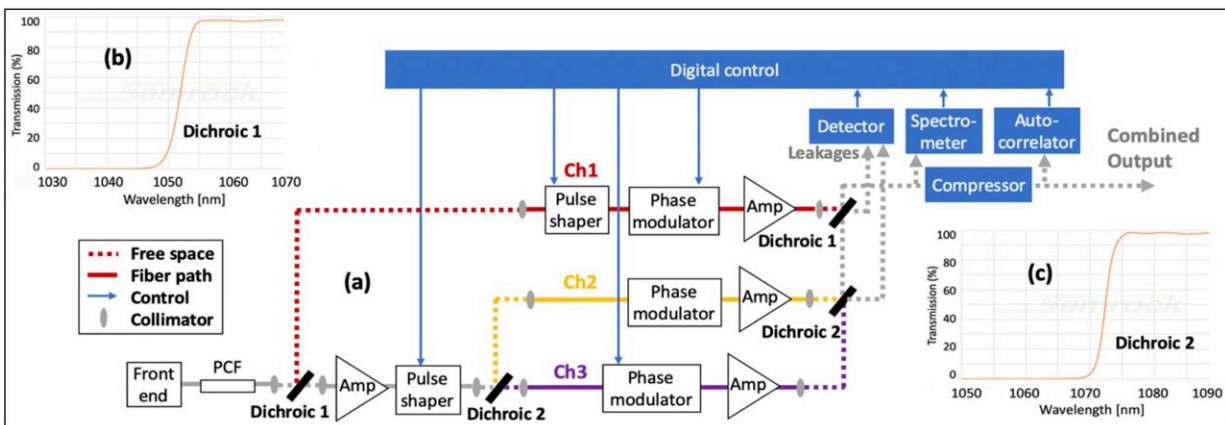 100
80
60
40
20
0
Transmission (%)
(b)
Semrock
Dichroic 1
1030 1040 1050 1060 1070
Wavelength [nm]
Digital control
Detector
Spectro-
meter
Auto-
correlator
Combined
Output
Leakages
Compressor
Ch1
Pulse
shaper
Phase
modulator
Amp
Dichroic 1
Free space
Fiber path
Control
Collimator
(a)
Ch2
Phase
modulator
Amp
Dichroic 2
Front
end
PCF
Dichroic 1
Amp
Pulse
shaper
Dichroic 2
Ch3
Phase
modulator
Amp
100
80
60
40
20
0
Transmission (%)
(c)
Semrock
Dichroic 2
1050 1060 1070 1080 1090
Wavelength [nm]